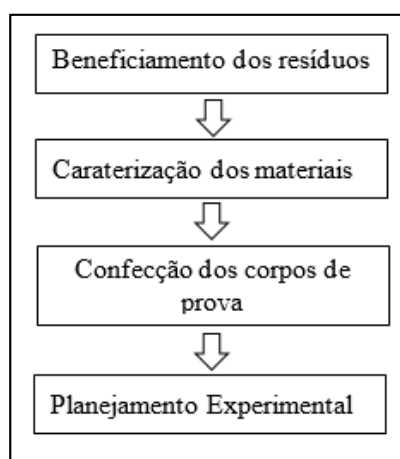 Beneficiamento dos resíduos
Caraterização dos materiais
Confecção dos corpos de
prova
Planejamento Experimental